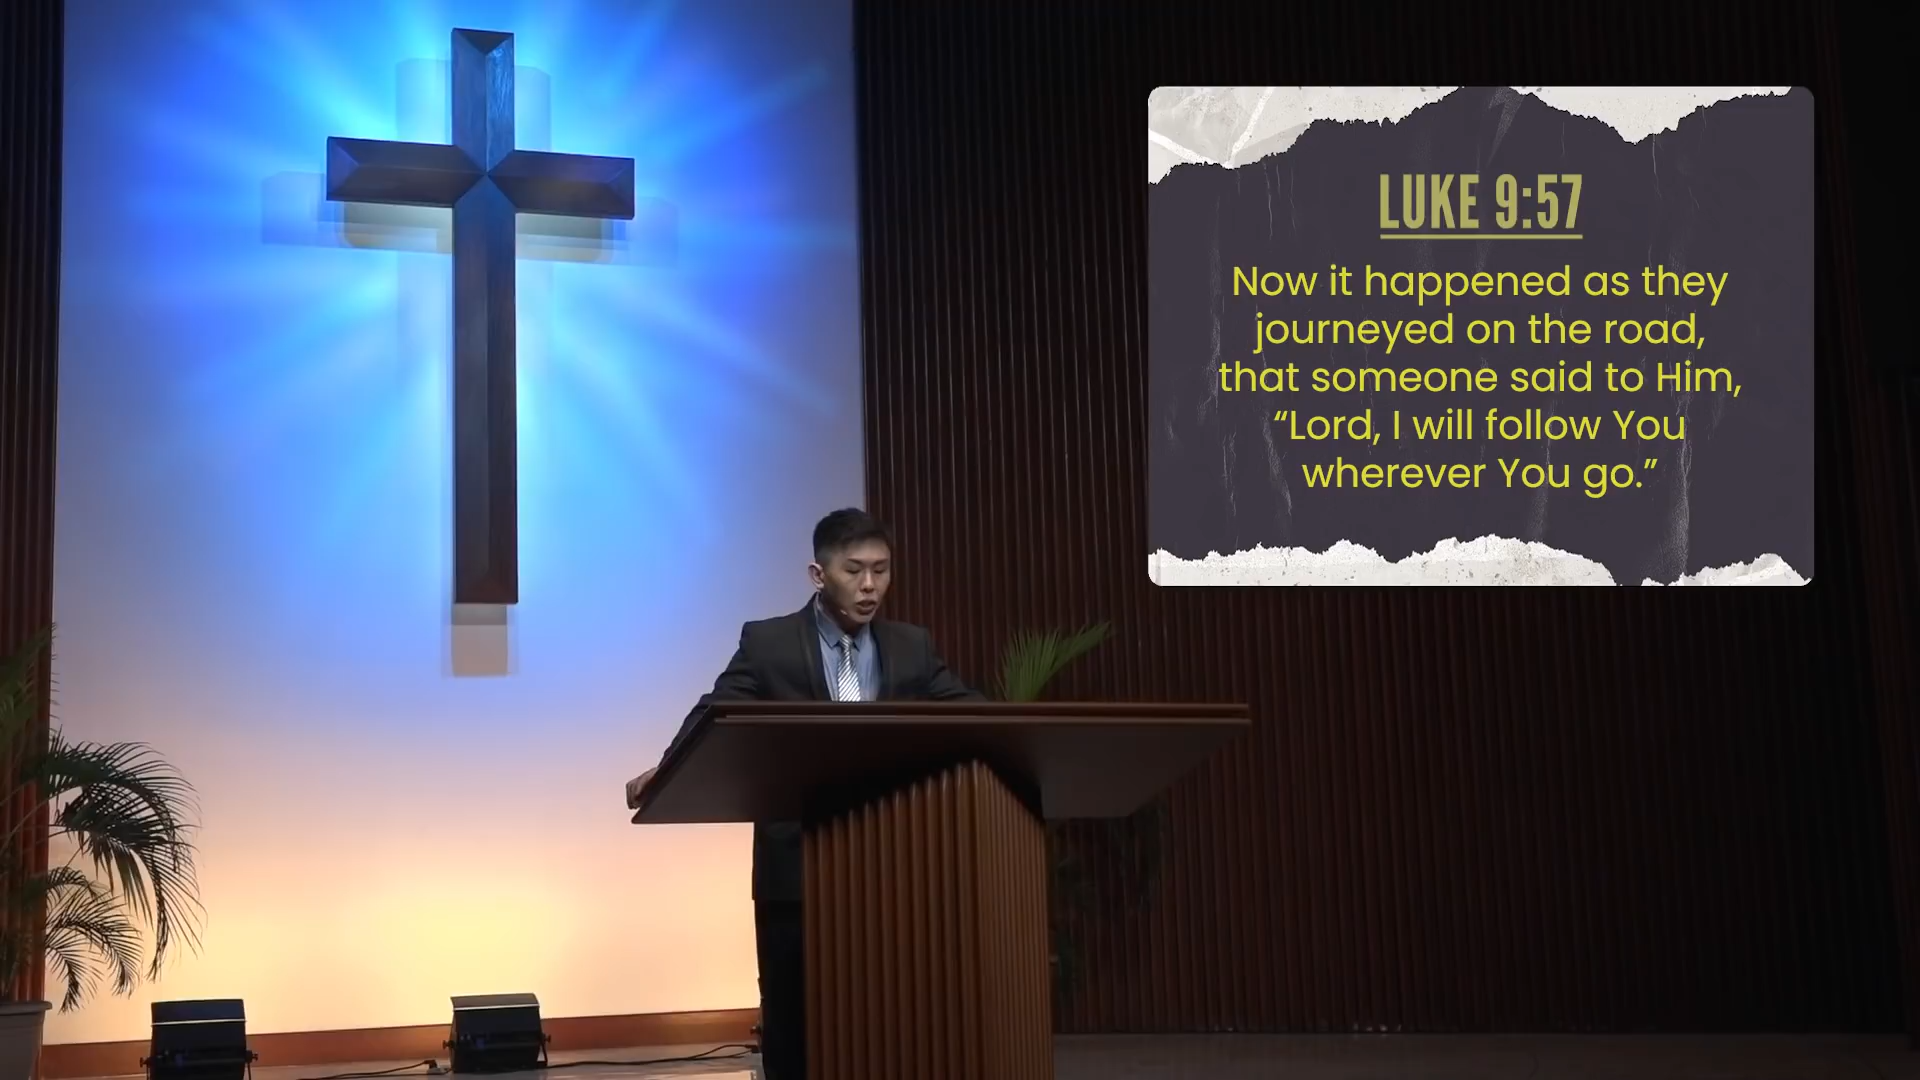 LUKE 9:57
Now it happened as they
journeyed on the road,
that someone said to Him,
“Lord, I will follow You
wherever You go.”